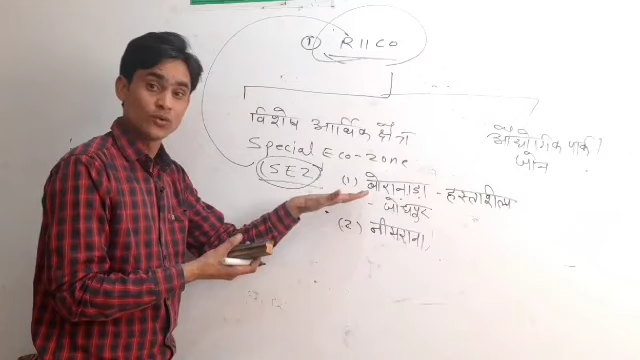 (1) RIICO
विशेष आर्थिक क्षेत्र
Special Eco-zone
(SEZ)
(1) बोरानाड़ा - हस्तशिल्प
- जोधपुर
(2) नीमराना
औद्योगिक पार्क /
जोन